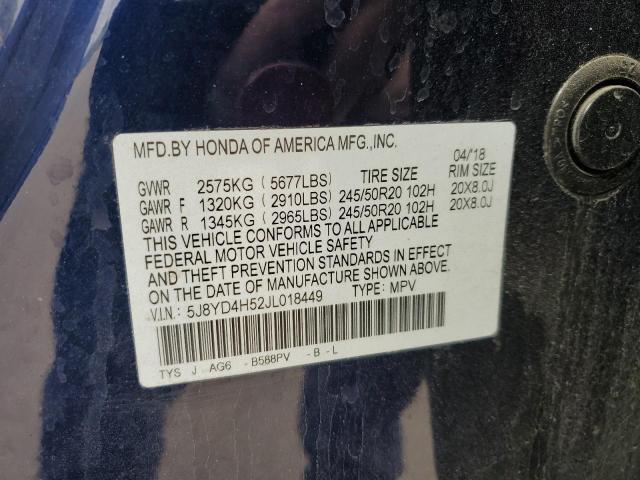 MFD.BY HONDA OF AMERICA MFG.,INC.
04/'18
GVWR 2575KG (5677LBS) TIRE SIZE RIM SIZE
GAWR F 1320KG (2910LBS) 245/50R20 102H 20X8.0J
GAWR R 1345KG (2965LBS) 245/50R20 102H 20X8.0J
THIS VEHICLE CONFORMS TO ALL APPLICABLE
FEDERAL MOTOR VEHICLE SAFETY
AND THEFT PREVENTION STANDARDS IN EFFECT
ON THE DATE OF MANUFACTURE SHOWN ABOVE.
V.I.N.: 5J8YD4H52JL018449 TYPE: MPV
TYS J AG6 -B588PV -B-L